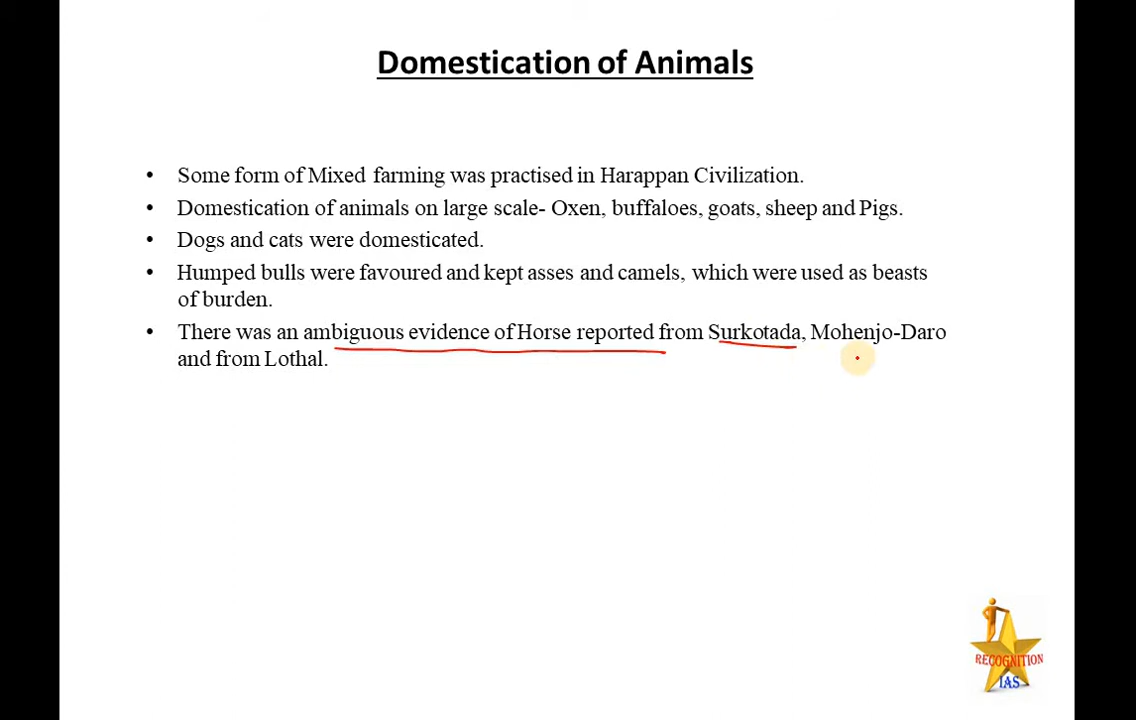 Domestication of Animals
• Some form of Mixed farming was practised in Harappan Civilization.
• Domestication of animals on large scale- Oxen, buffaloes, goats, sheep and Pigs.
• Dogs and cats were domesticated.
• Humped bulls were favoured and kept asses and camels, which were used as beasts
of burden.
• There was an ambiguous evidence of Horse reported from Surkotada, Mohenjo-Daro
and from Lothal.
RECOGNITION
IAS